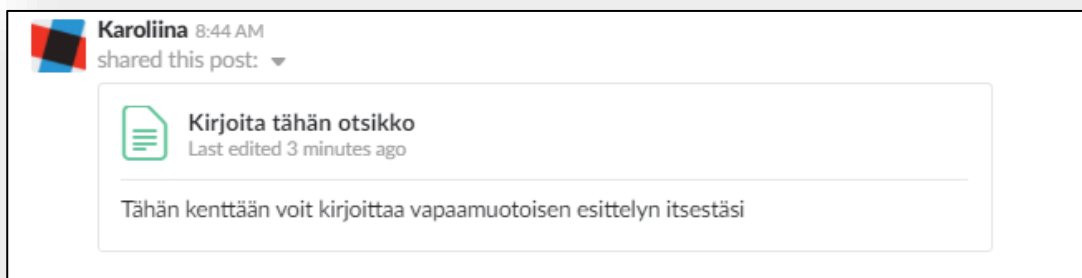 Karoliina 8:44 AM
shared this post:
Kirjoita tähän otsikko
Last edited 3 minutes ago
Tähän kenttään voit kirjoittaa vapaamuotoisen esittelyn itsestäsi